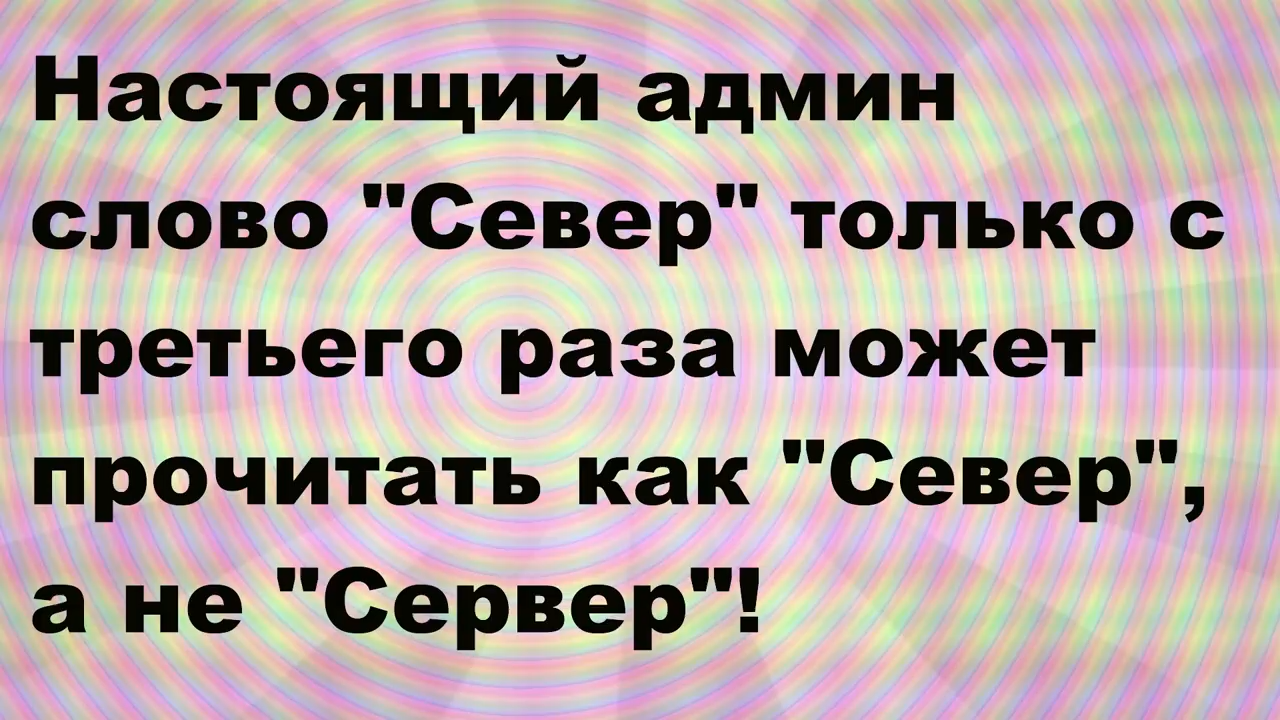 Настоящий админ
слово "Север" только с
третьего раза может
прочитать как "Север",
а не "Сервер"!